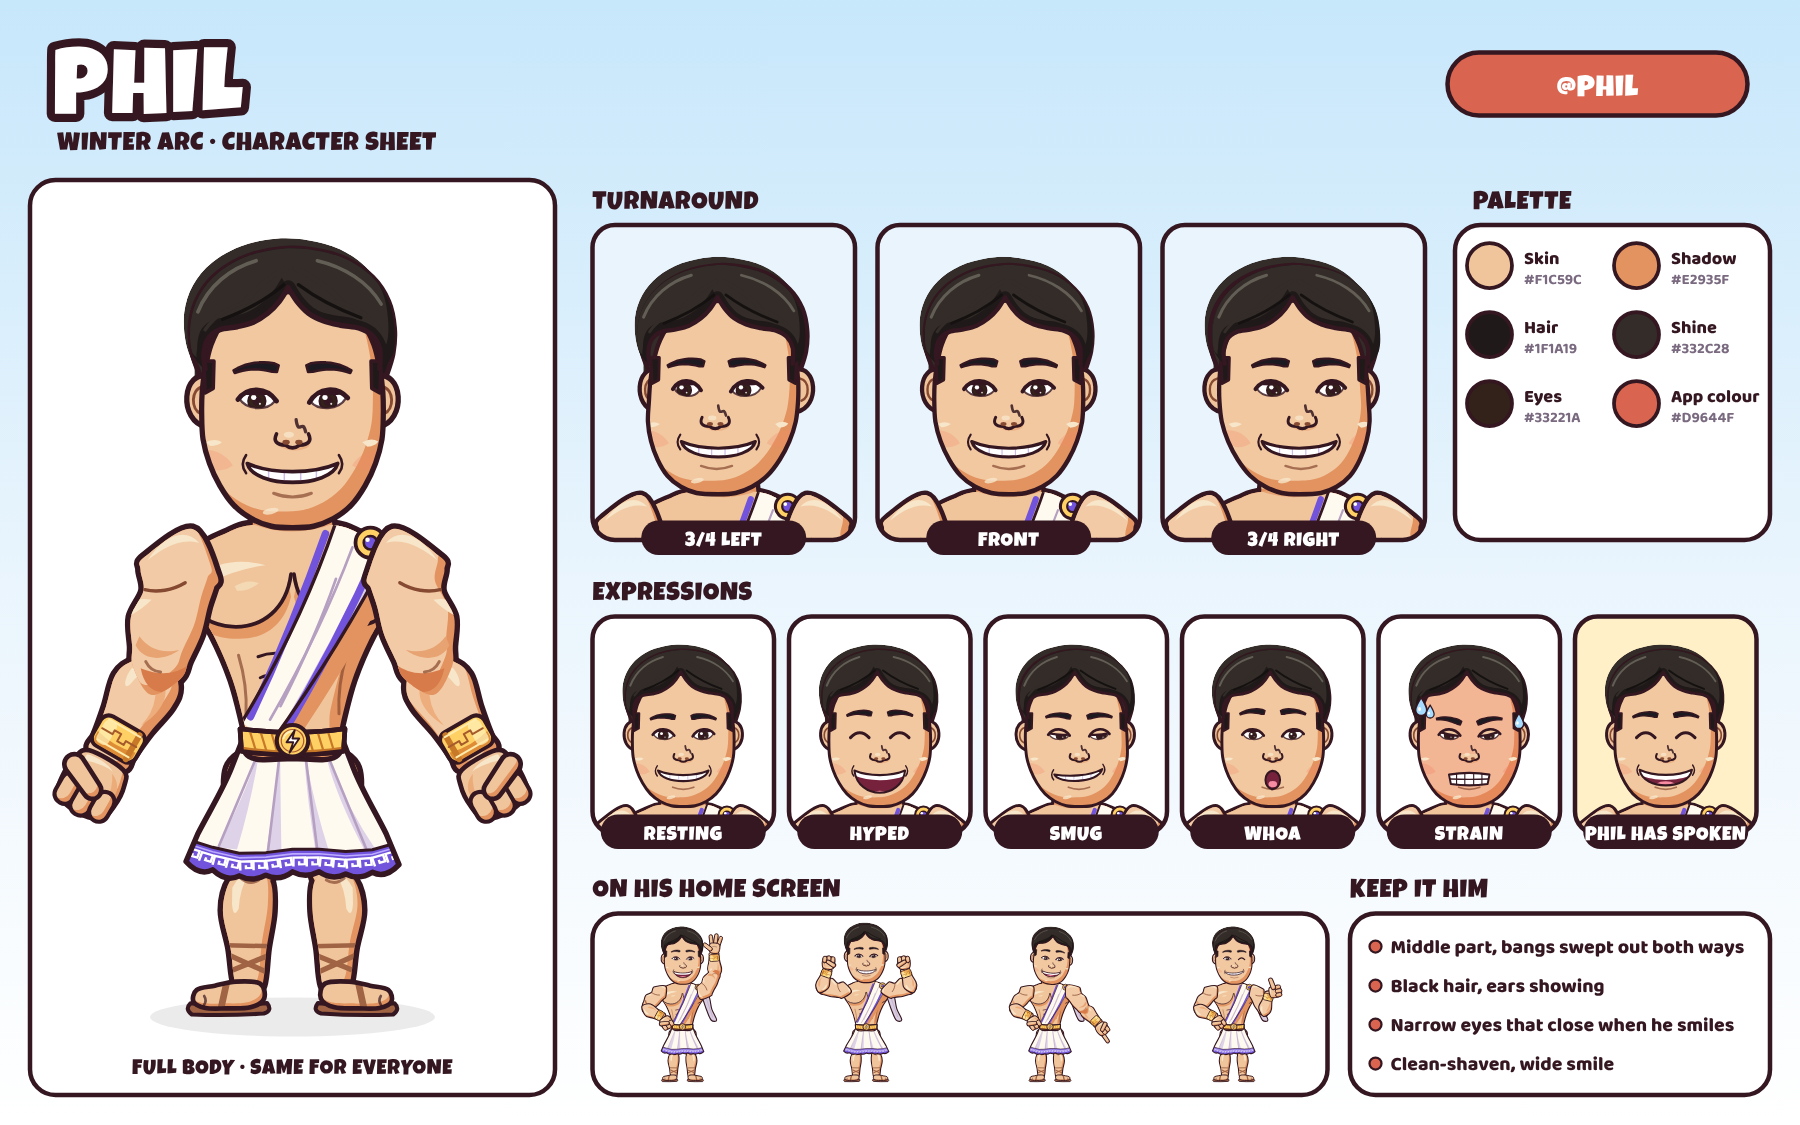 PHIL
WINTER ARC · CHARACTER SHEET
@PHIL
FULL BODY · SAME FOR EVERYONE
TURNAROUND
3/4 LEFT
FRONT
3/4 RIGHT
PALETTE
Skin
#F1C59C
Shadow
#E2935F
Hair
#1F1A19
Shine
#332C28
Eyes
#33221A
App colour
#D9644F
EXPRESSIONS
RESTING
HYPED
SMUG
WHOA
STRAIN
PHIL HAS SPOKEN
ON HIS HOME SCREEN
KEEP IT HIM
Middle part, bangs swept out both ways
Black hair, ears showing
Narrow eyes that close when he smiles
Clean-shaven, wide smile